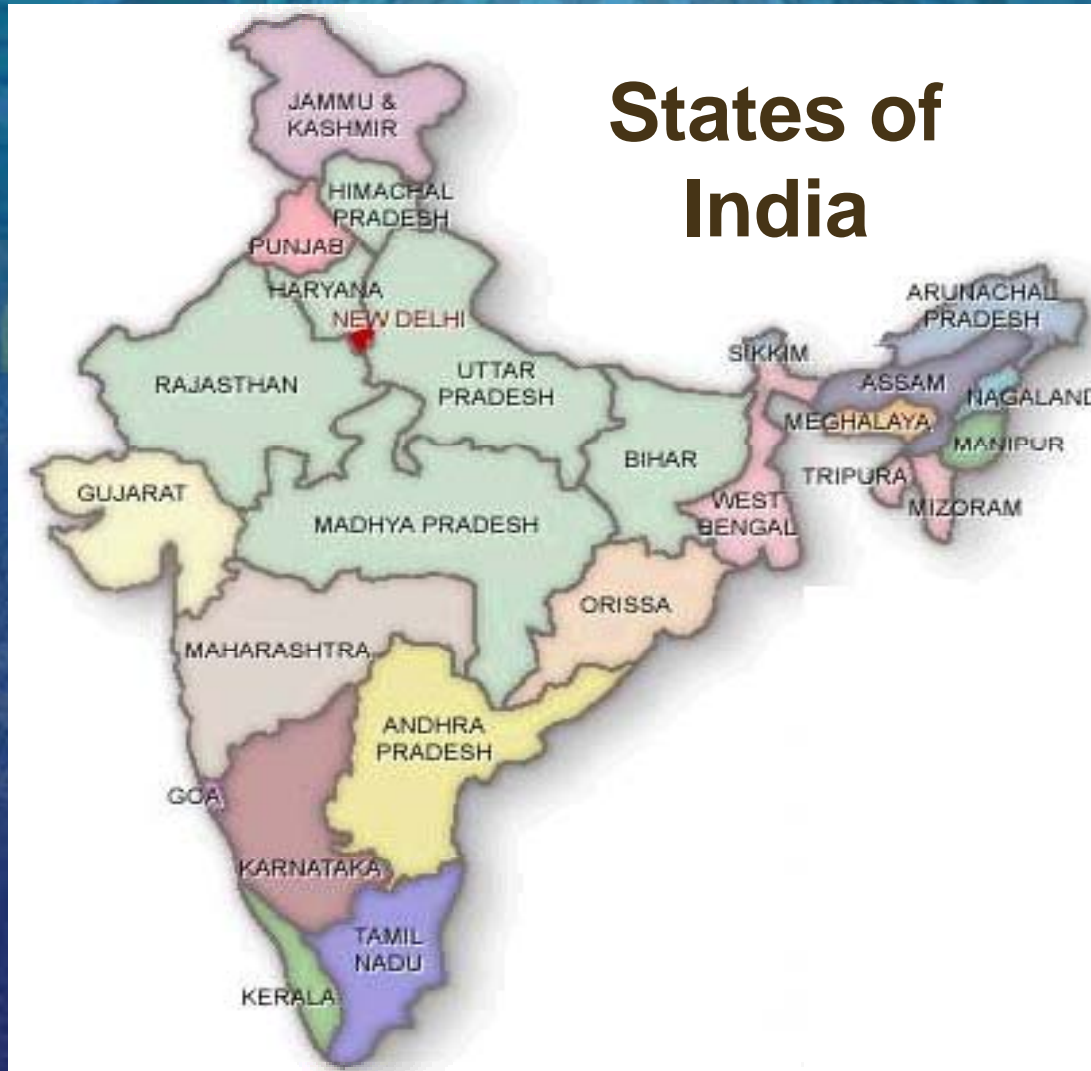 States of
India
JAMMU &
KASHMIR
HIMACHAL
PRADESH
PUNJAB
HARYANA
NEW DELHI
RAJASTHAN
UTTAR
PRADESH
ARUNACHAL
PRADESH
SIKKIM
ASSAM
NAGALAND
MEGHALAYA
MANIPUR
BIHAR
TRIPURA
MIZORAM
GUJARAT
MADHYA PRADESH
WEST
BENGAL
ORISSA
MAHARASHTRA
ANDHRA
PRADESH
GOA
KARNATAKA
TAMIL
NADU
KERALA